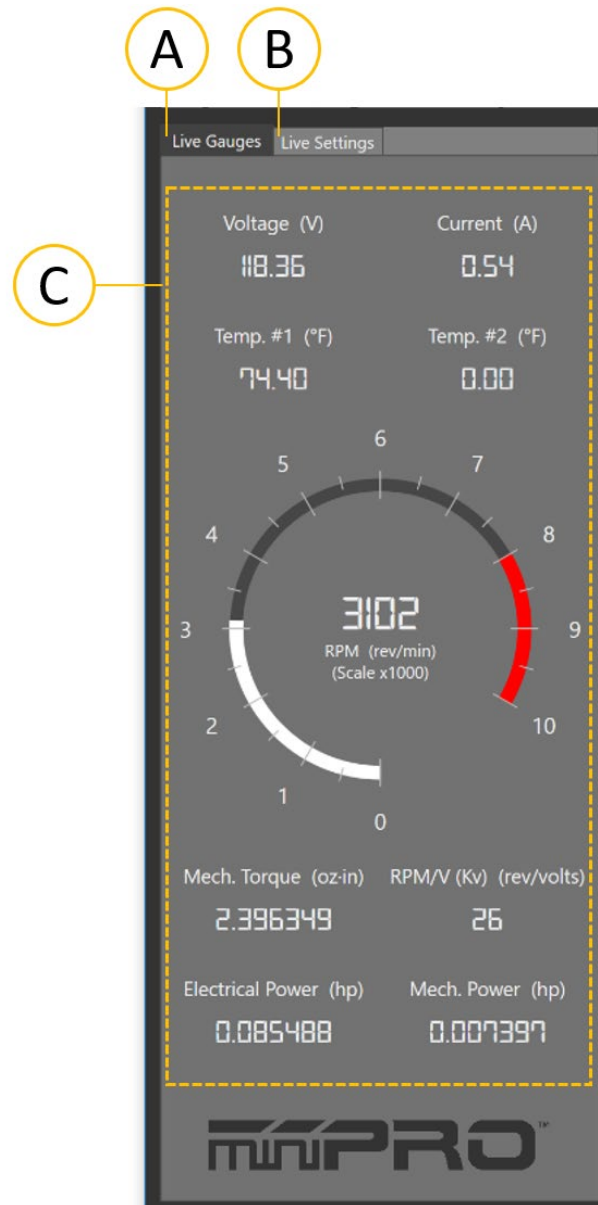 A B
Live Gauges Live Settings
C
Voltage (V) Current (A)
118.36 0.54
Temp. #1 (°F) Temp. #2 (°F)
74.40 0.00
6
5 7
4 8
3102
3 9
RPM (rev/min)
(Scale x1000)
2 10
1
0
Mech. Torque (oz-in) RPM/V (Kv) (rev/volts)
2.396349 26
Electrical Power (hp) Mech. Power (hp)
0.085488 0.007397
miniPRO™